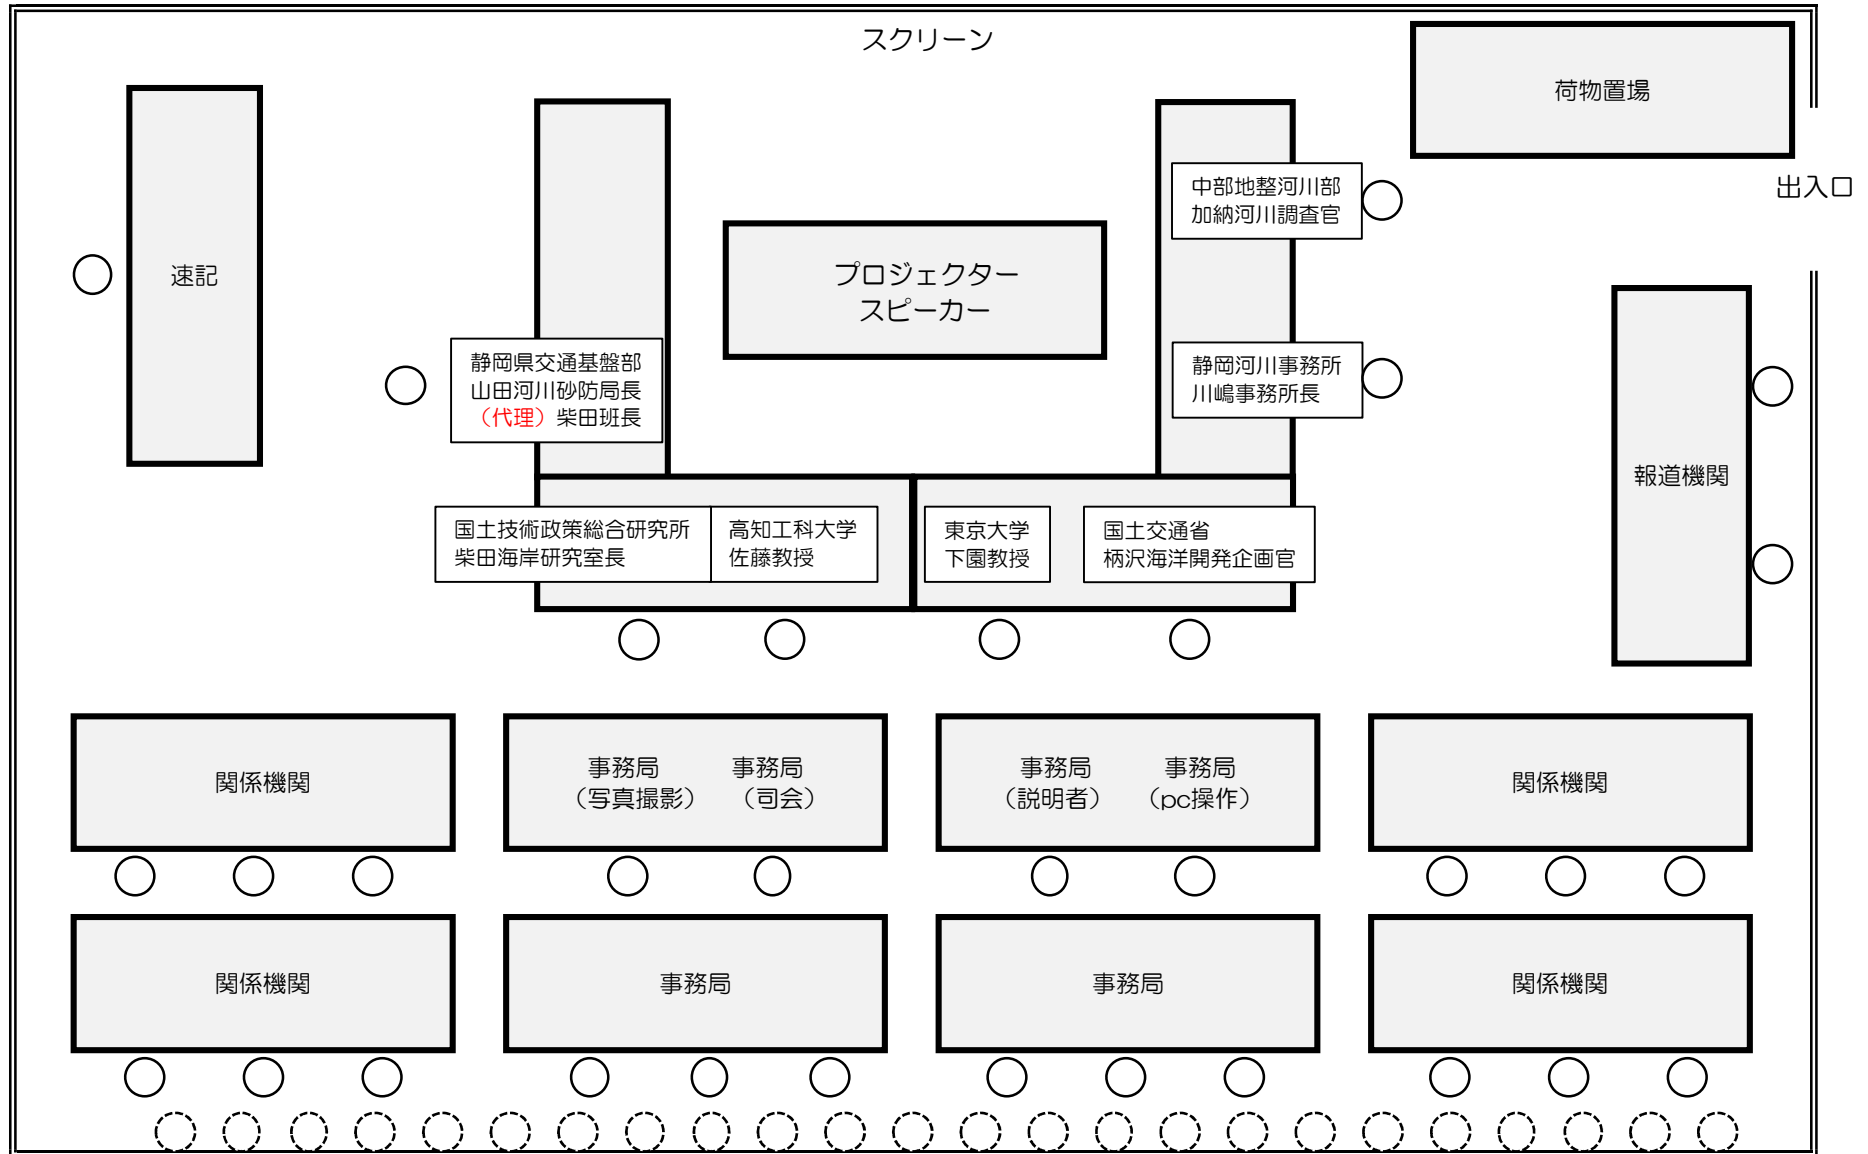 スクリーン
荷物置場
出入口
中部地整河川部
加納河川調査官
速記
プロジェクター
スピーカー
静岡県交通基盤部
山田河川砂防局長
（代理）柴田班長
静岡河川事務所
川嶋事務所長
報道機関
国土技術政策総合研究所
柴田海岸研究室長
高知工科大学
佐藤教授
東京大学
下園教授
国土交通省
柄沢海洋開発企画官
関係機関
事務局
（写真撮影）
事務局
（司会）
事務局
（説明者）
事務局
（pc操作）
関係機関
関係機関
事務局
事務局
関係機関